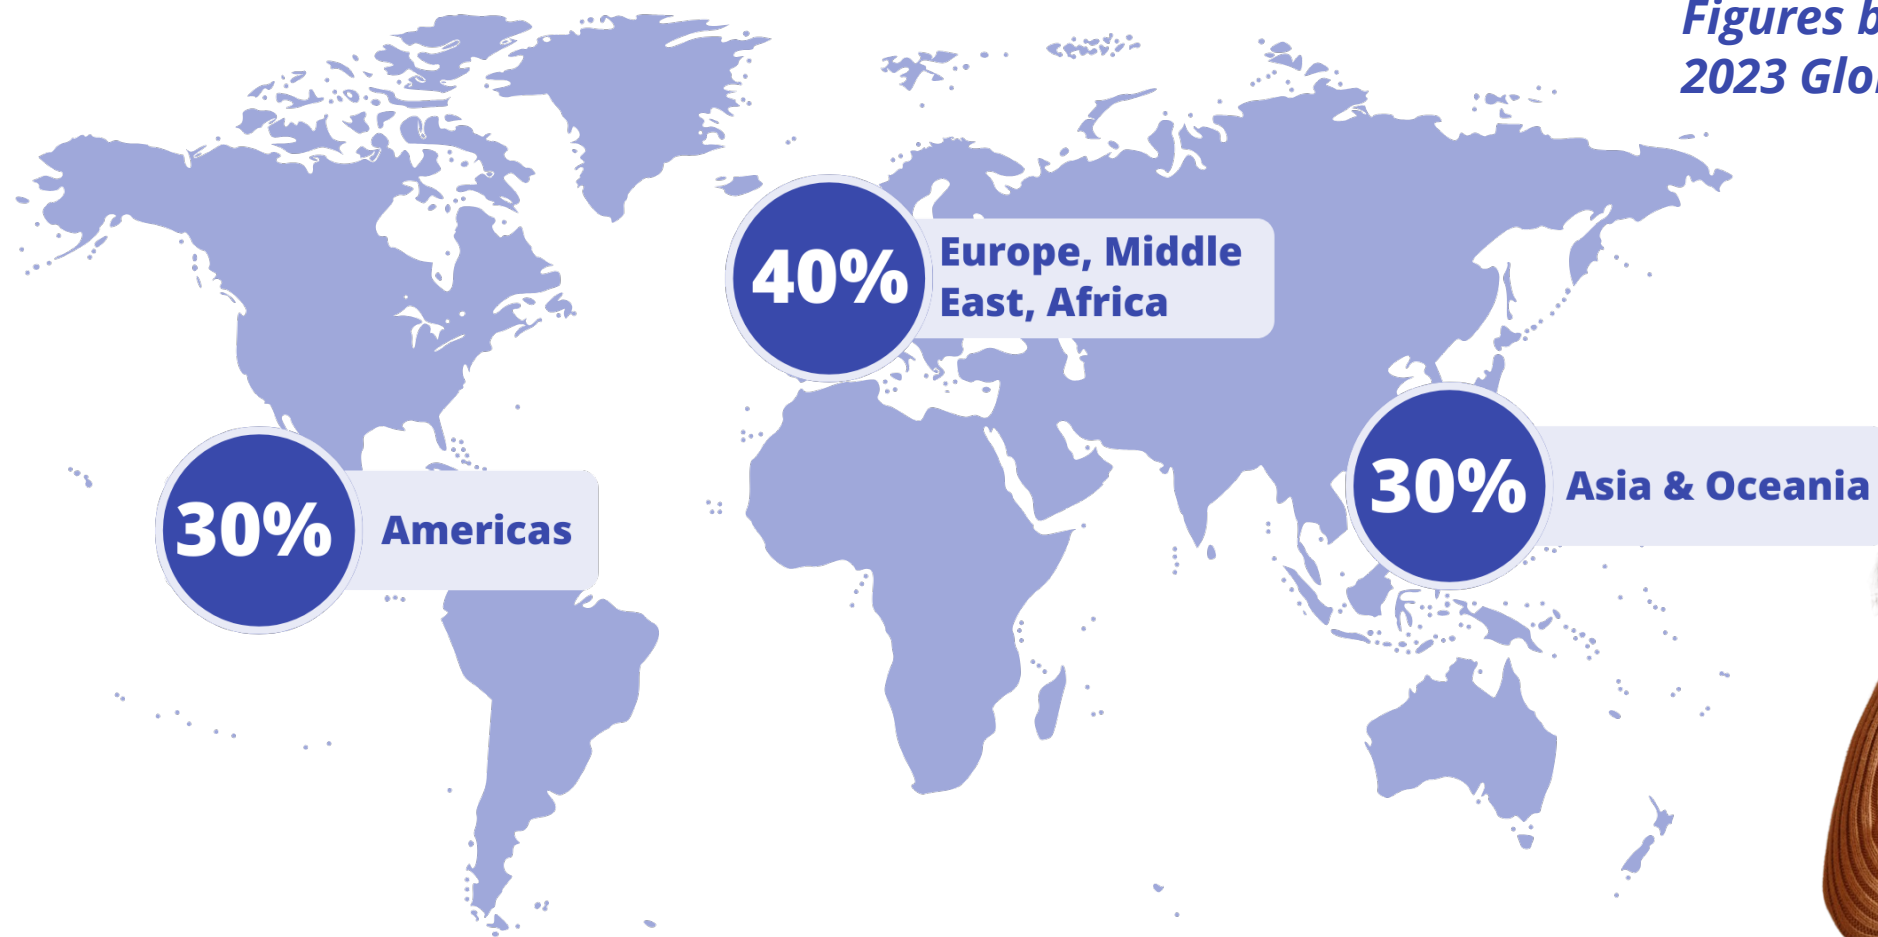 Figures
2023
40%
Europe, Middle
East, Africa
30%
Asia & Oceania
30%
Americas